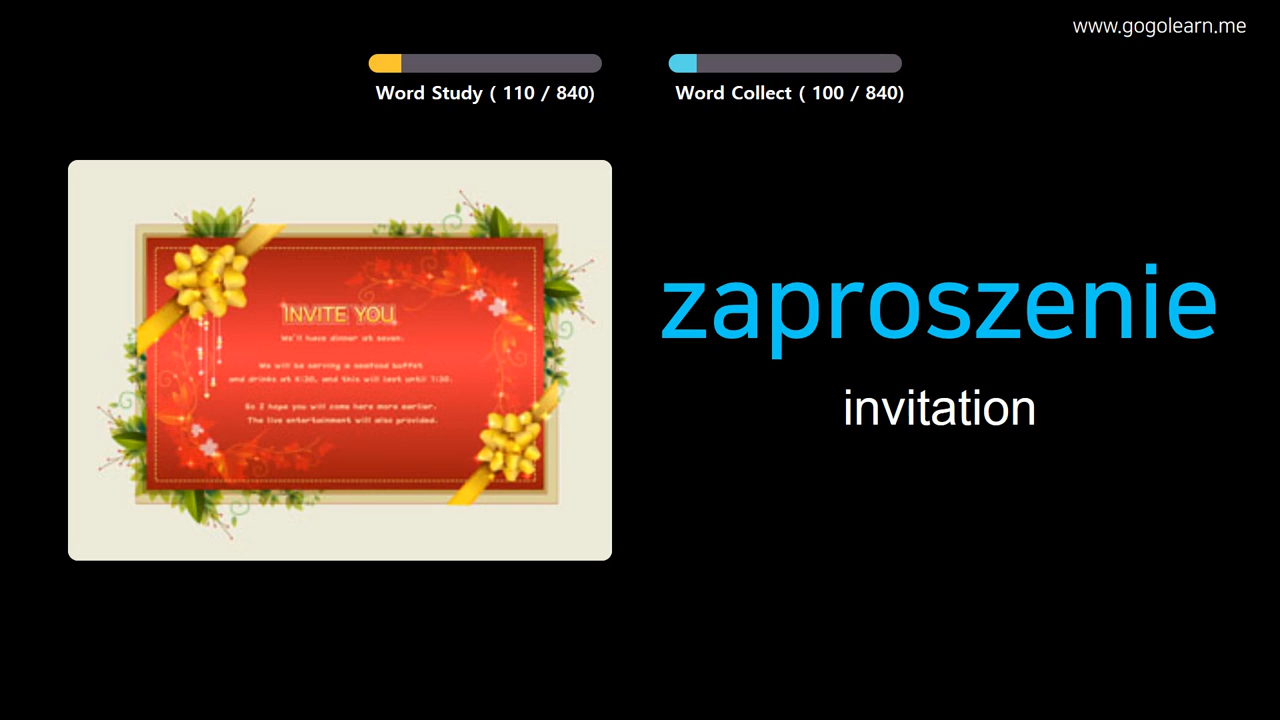 www.gogolearn.me
Word Study ( 110 / 840)
Word Collect ( 100 / 840)
INVITE YOU
We'll have dinner at seven.
We will be serving a seafood buffet
and drinks at 6:30, and this will last until 7:30.
So I hope you will come here more earlier.
The live entertainment will also provided.
zaproszenie
invitation